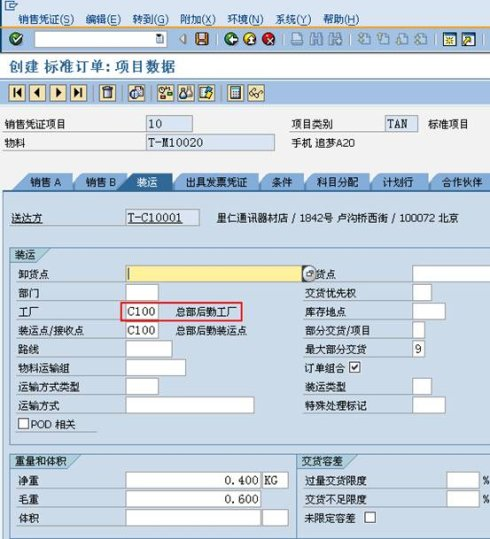 销售凭证(S) 编辑(E) 转到(G) 附加(X) 环境(N) 系统(Y) 帮助(H)
创建 标准订单:项目数据
销售凭证项目 10 项目类别 TAN 标准项目
物料 T-M10020 手机 追梦A20
销售 A 销售 B 装运 出具发票凭证 条件 科目分配 计划行 合作伙伴
送达方 T-C10001 里仁通讯器材店 / 1842号 卢沟桥西街 / 100072 北京
装运
卸货点 货点
部门 交货优先权
工厂 C100 总部后勤工厂 库存地点
装运点/接收点 C100 总部后勤装运点 部分交货/项目
路线 最大部分交货 9
物料运输组 订单组合
运输方式类型 装运类型
运输方式 特殊处理标记
POD 相关
重量和体积 交货容差
净重 0.400 KG 过量交货限度 %
毛重 0.600 交货不足限度 %
体积 未限定容差